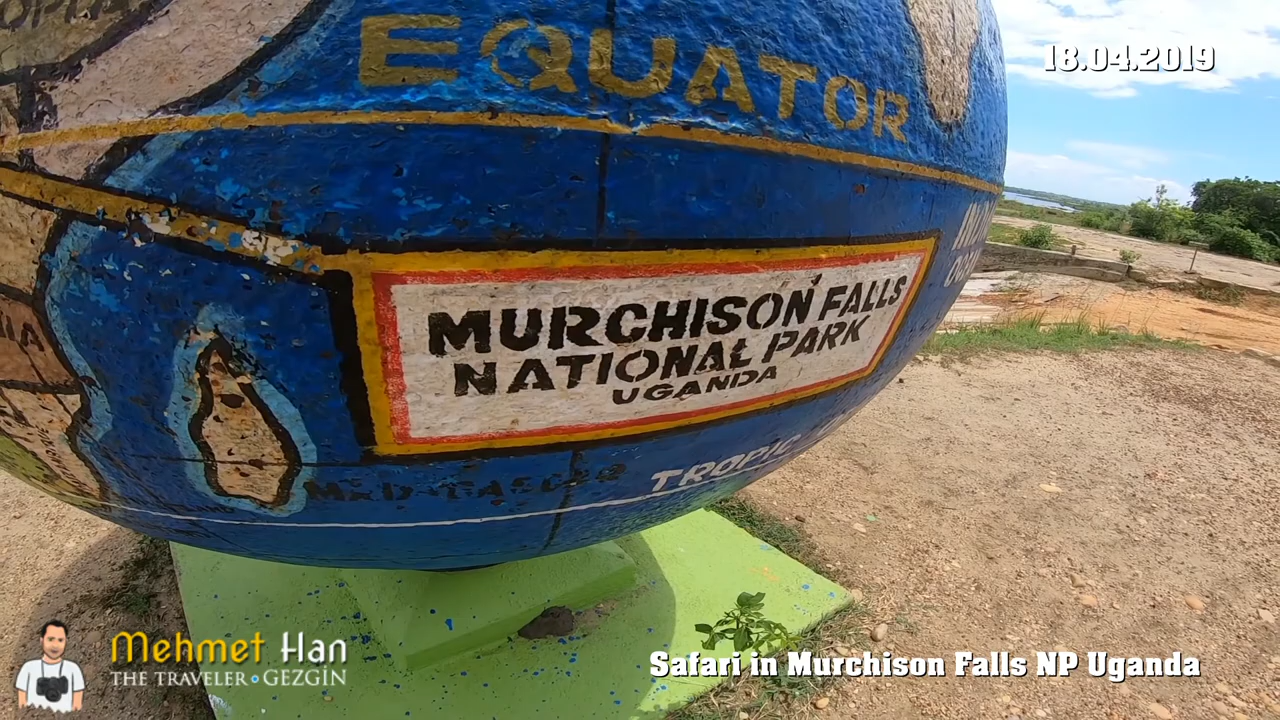 18.04.2019
EQUATOR
MURCHISON FALLS
NATIONAL PARK
UGANDA
TROPIC
Mehmet Han
THE TRAVELER • GEZGİN
Safari in Murchison Falls NP Uganda